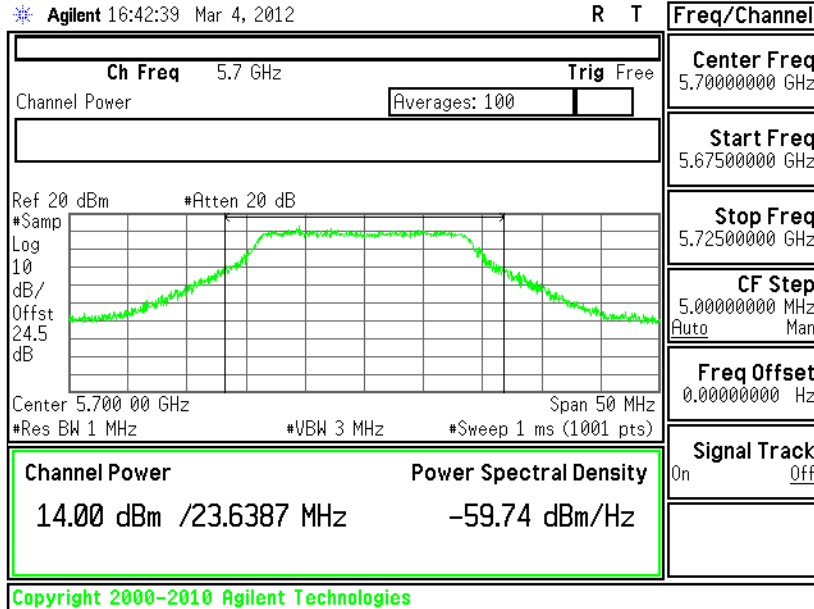 Agilent 16:42:39 Mar 4, 2012 R T
Freq/Channel
Ch Freq 5.7 GHz Trig Free
Channel Power Averages: 100
Center Freq
5.70000000 GHz
Start Freq
5.67500000 GHz
Ref 20 dBm #Atten 20 dB
#Samp
Log
10
dB/
Offst
24.5
dB
Stop Freq
5.72500000 GHz
CF Step
5.00000000 MHz
Auto Man
Freq Offset
0.00000000 Hz
Center 5.700 00 GHz Span 50 MHz
#Res BW 1 MHz #VBW 3 MHz #Sweep 1 ms (1001 pts)
Signal Track
On Off
Channel Power Power Spectral Density
14.00 dBm /23.6387 MHz -59.74 dBm/Hz
Copyright 2000-2010 Agilent Technologies